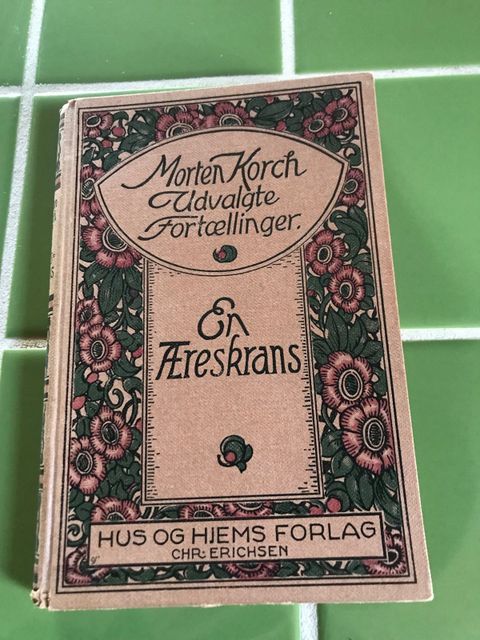 Morten Korch
Udvalgte
Fortællinger.
En
Æreskrans
HUS OG HJEMS FORLAG
CHR. ERICHSEN